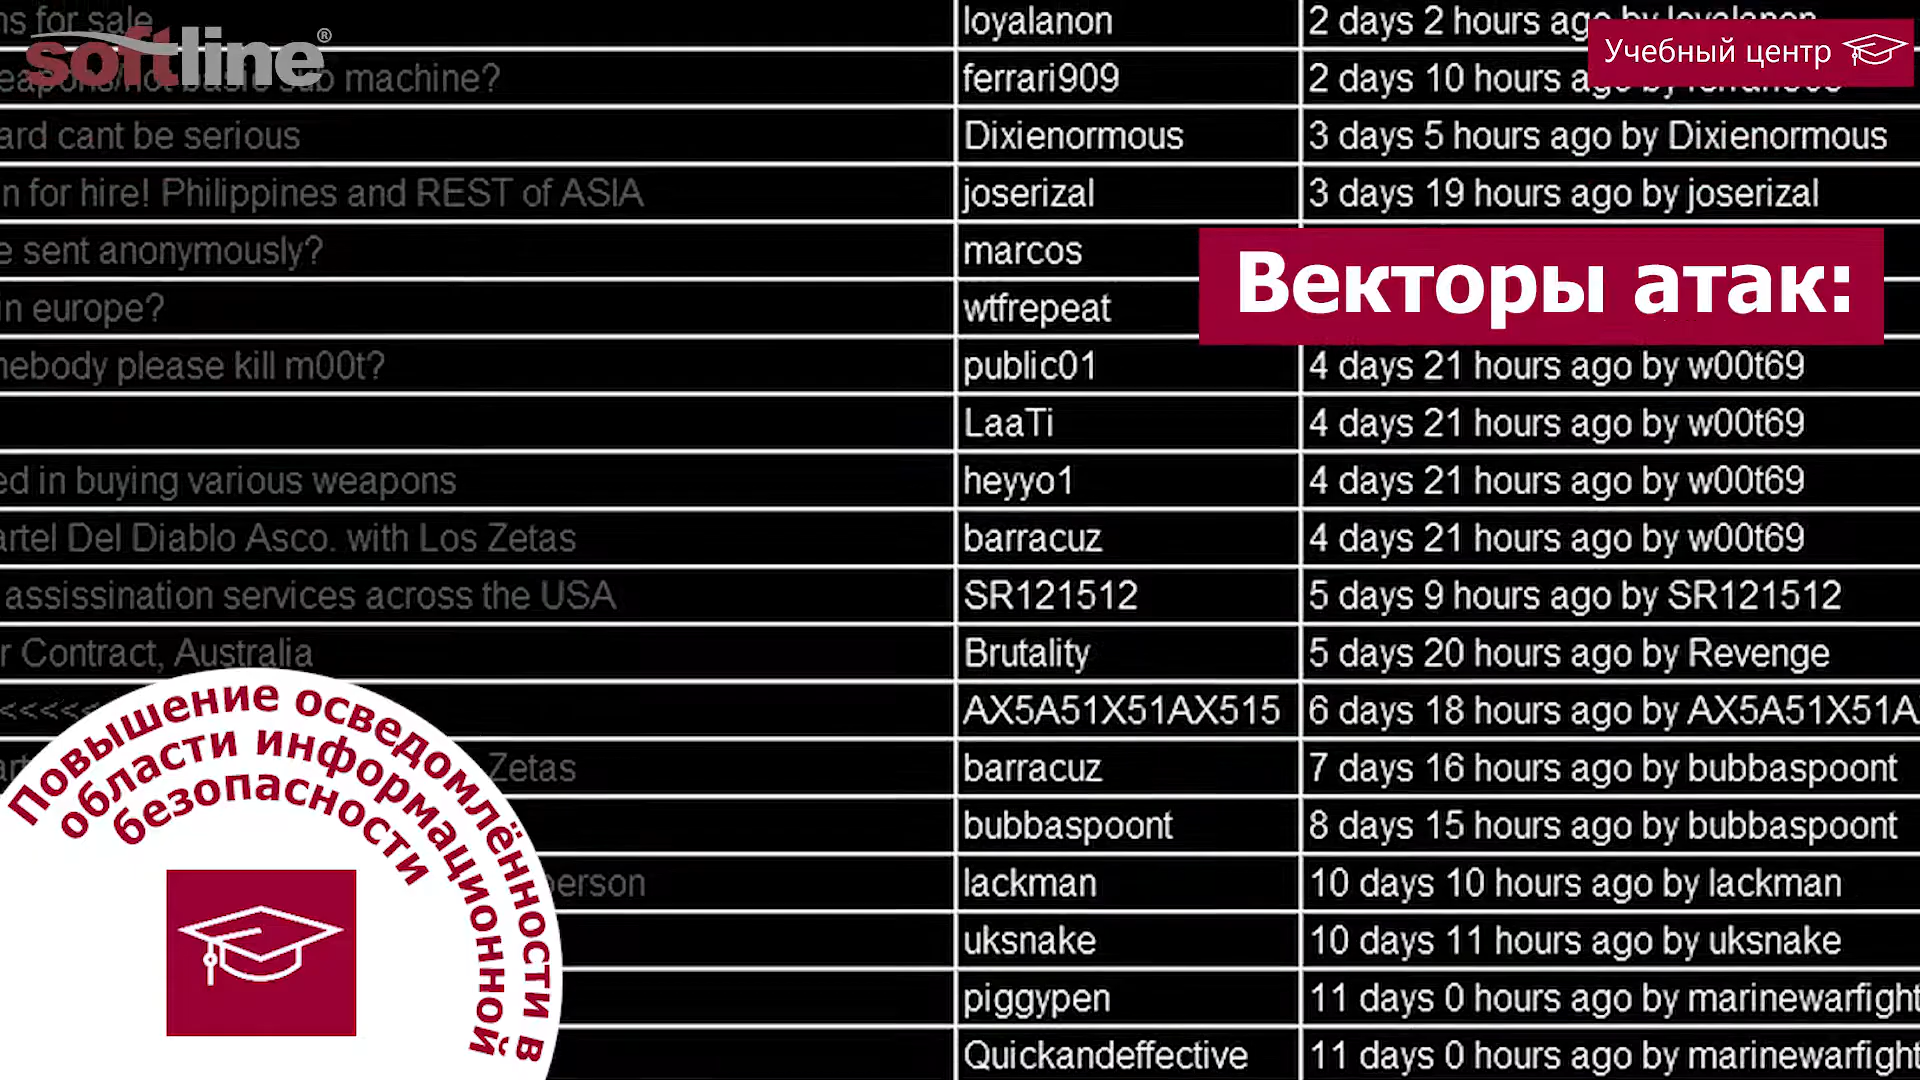 ns for sale loyalanon 2 days 2 hours ago by loyalanon
softline®
Учебный центр
machine? ferrari909 2 days 10 hours ago by ferrari909
ard cant be serious Dixienormous 3 days 5 hours ago by Dixienormous
n for hire! Philippines and REST of ASIA joserizal 3 days 19 hours ago by joserizal
e sent anonymously? marcos
Векторы атак:
in europe? wtfrepeat
nebody please kill m00t? public01 4 days 21 hours ago by w00t69
LaaTi 4 days 21 hours ago by w00t69
ed in buying various weapons heyyo1 4 days 21 hours ago by w00t69
artel Del Diablo Asco. with Los Zetas barracuz 4 days 21 hours ago by w00t69
assissination services across the USA SR121512 5 days 9 hours ago by SR121512
r Contract, Australia Brutality 5 days 20 hours ago by Revenge
<<<<< AX5A51X51AX515 6 days 18 hours ago by AX5A51X51A
Zetas barracuz 7 days 16 hours ago by bubbaspoont
bubbaspoont 8 days 15 hours ago by bubbaspoont
person lackman 10 days 10 hours ago by lackman
uksnake 10 days 11 hours ago by uksnake
piggypen 11 days 0 hours ago by marinewarfight
Quickandeffective 11 days 0 hours ago by marinewarfight
Повышение осведомлённости в
области информационной
безопасности